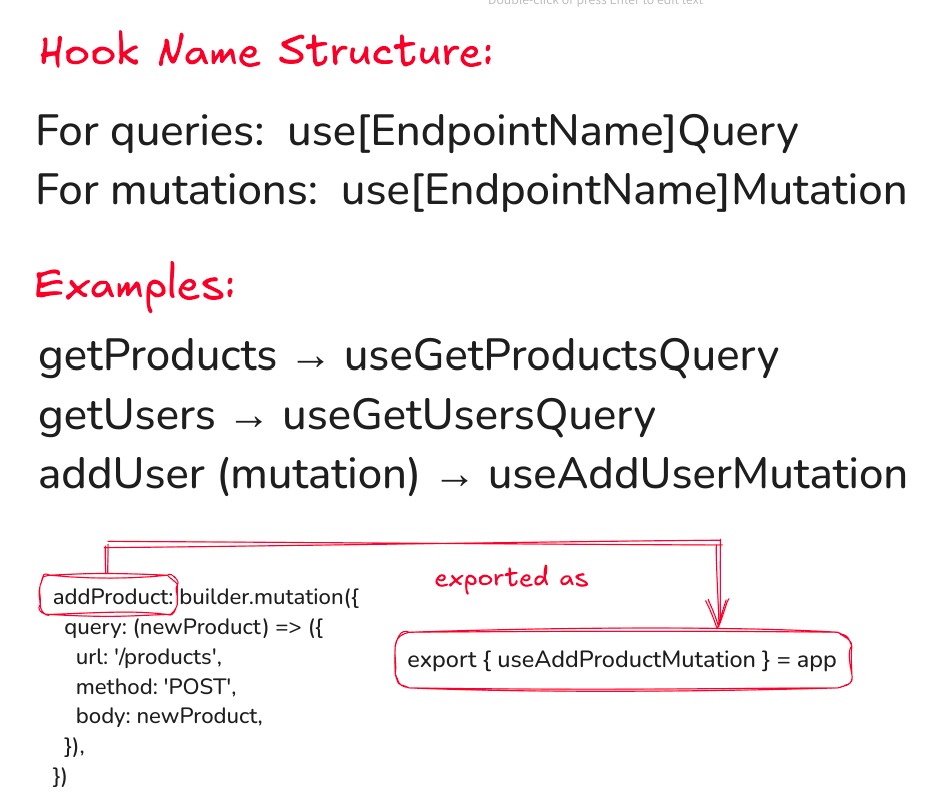 Double-click or press Enter to edit text
Hook Name Structure:
For queries: use[EndpointName]Query
For mutations: use[EndpointName]Mutation
Examples:
getProducts → useGetProductsQuery
getUsers → useGetUsersQuery
addUser (mutation) → useAddUserMutation
exported as
addProduct: builder.mutation({
query: (newProduct) => ({
url: '/products',
method: 'POST',
body: newProduct,
}),
})
export { useAddProductMutation } = app